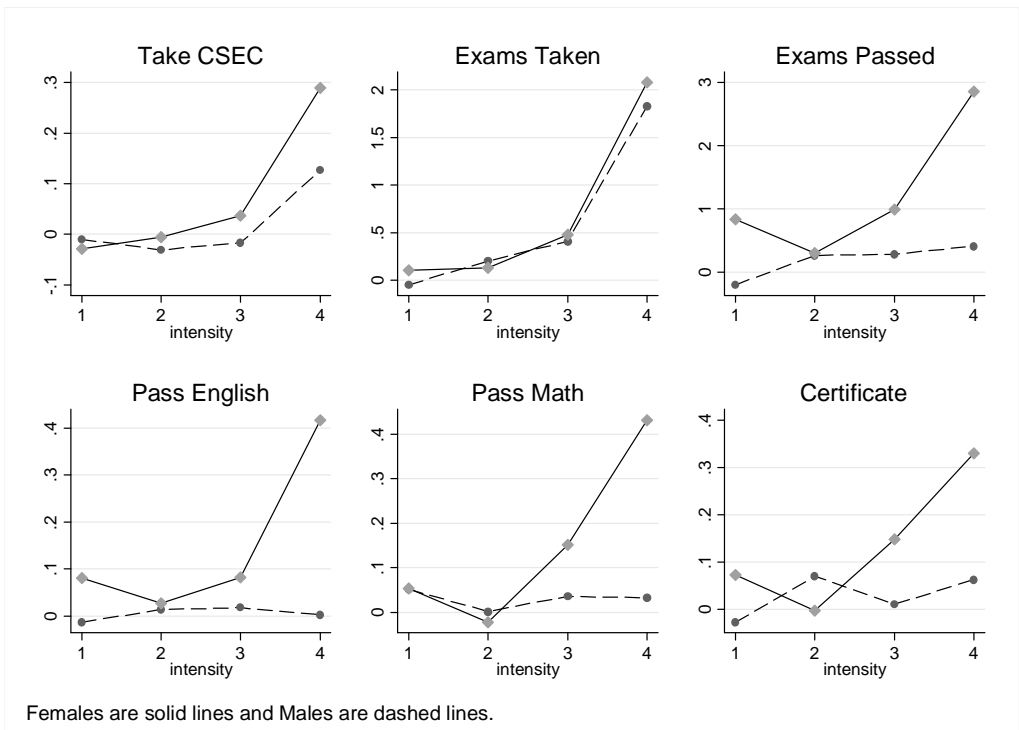 Take CSEC
Exams Taken
Exams Passed
.3
.2
.1
0
-.1
1 2 3 4
intensity
2
1.5
1
.5
0
1 2 3 4
intensity
3
2
1
0
1 2 3 4
intensity
Pass English
Pass Math
Certificate
.4
.3
.2
.1
0
1 2 3 4
intensity
.4
.3
.2
.1
0
1 2 3 4
intensity
.4
.3
.2
.1
0
1 2 3 4
intensity
Females are solid lines and Males are dashed lines.